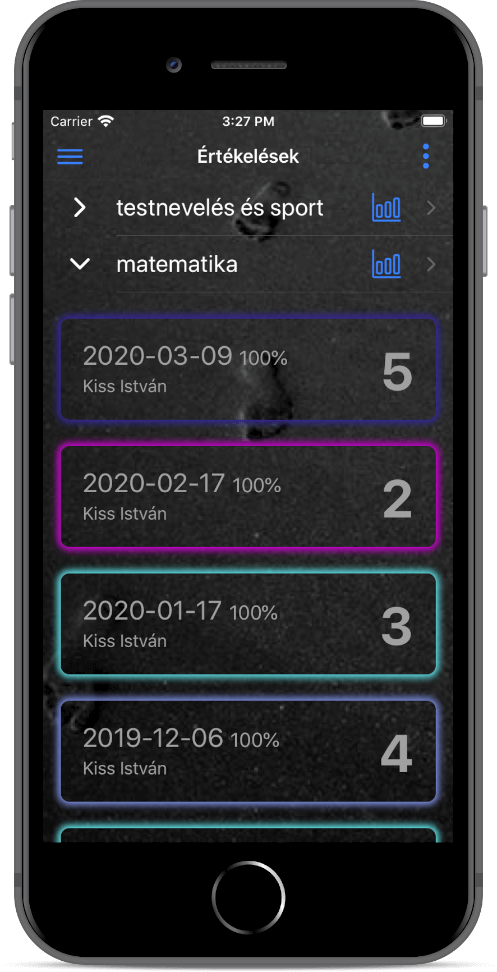 Carrier 3:27 PM
Értékelések
testnevelés és sport
matematika
2020-03-09 100%
Kiss István
5
2020-02-17 100%
Kiss István
2
2020-01-17 100%
Kiss István
3
2019-12-06 100%
Kiss István
4